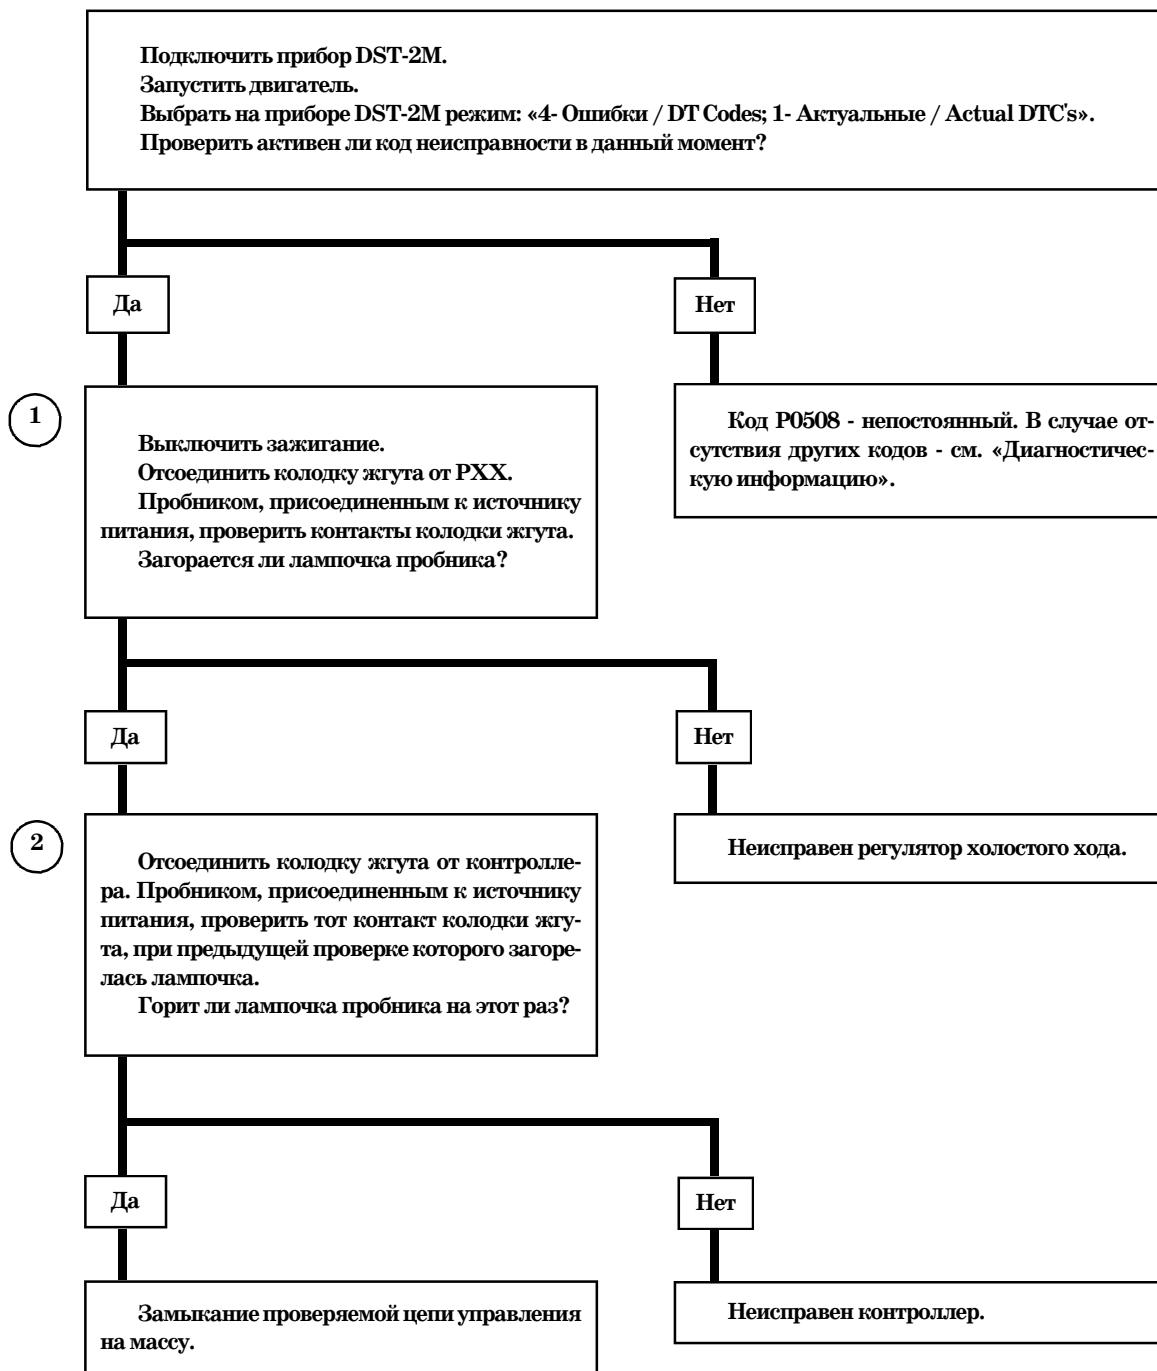 Подключить прибор DST-2M.
Запустить двигатель.
Выбрать на приборе DST-2M режим: «4- Ошибки / DT Codes; 1- Актуальные / Actual DTC's».
Проверить активен ли код неисправности в данный момент?
Да
Нет
1
Выключить зажигание.
Отсоединить колодку жгута от РХХ.
Пробником, присоединенным к источнику
питания, проверить контакты колодки жгута.
Загорается ли лампочка пробника?
Код Р0508 - непостоянный. В случае от-
сутствия других кодов - см. «Диагностичес-
кую информацию».
Да
Нет
2
Отсоединить колодку жгута от контролле-
ра. Пробником, присоединенным к источнику
питания, проверить тот контакт колодки жгу-
та, при предыдущей проверке которого загоре-
лась лампочка.
Горит ли лампочка пробника на этот раз?
Неисправен регулятор холостого хода.
Да
Нет
Замыкание проверяемой цепи управления
на массу.
Неисправен контроллер.